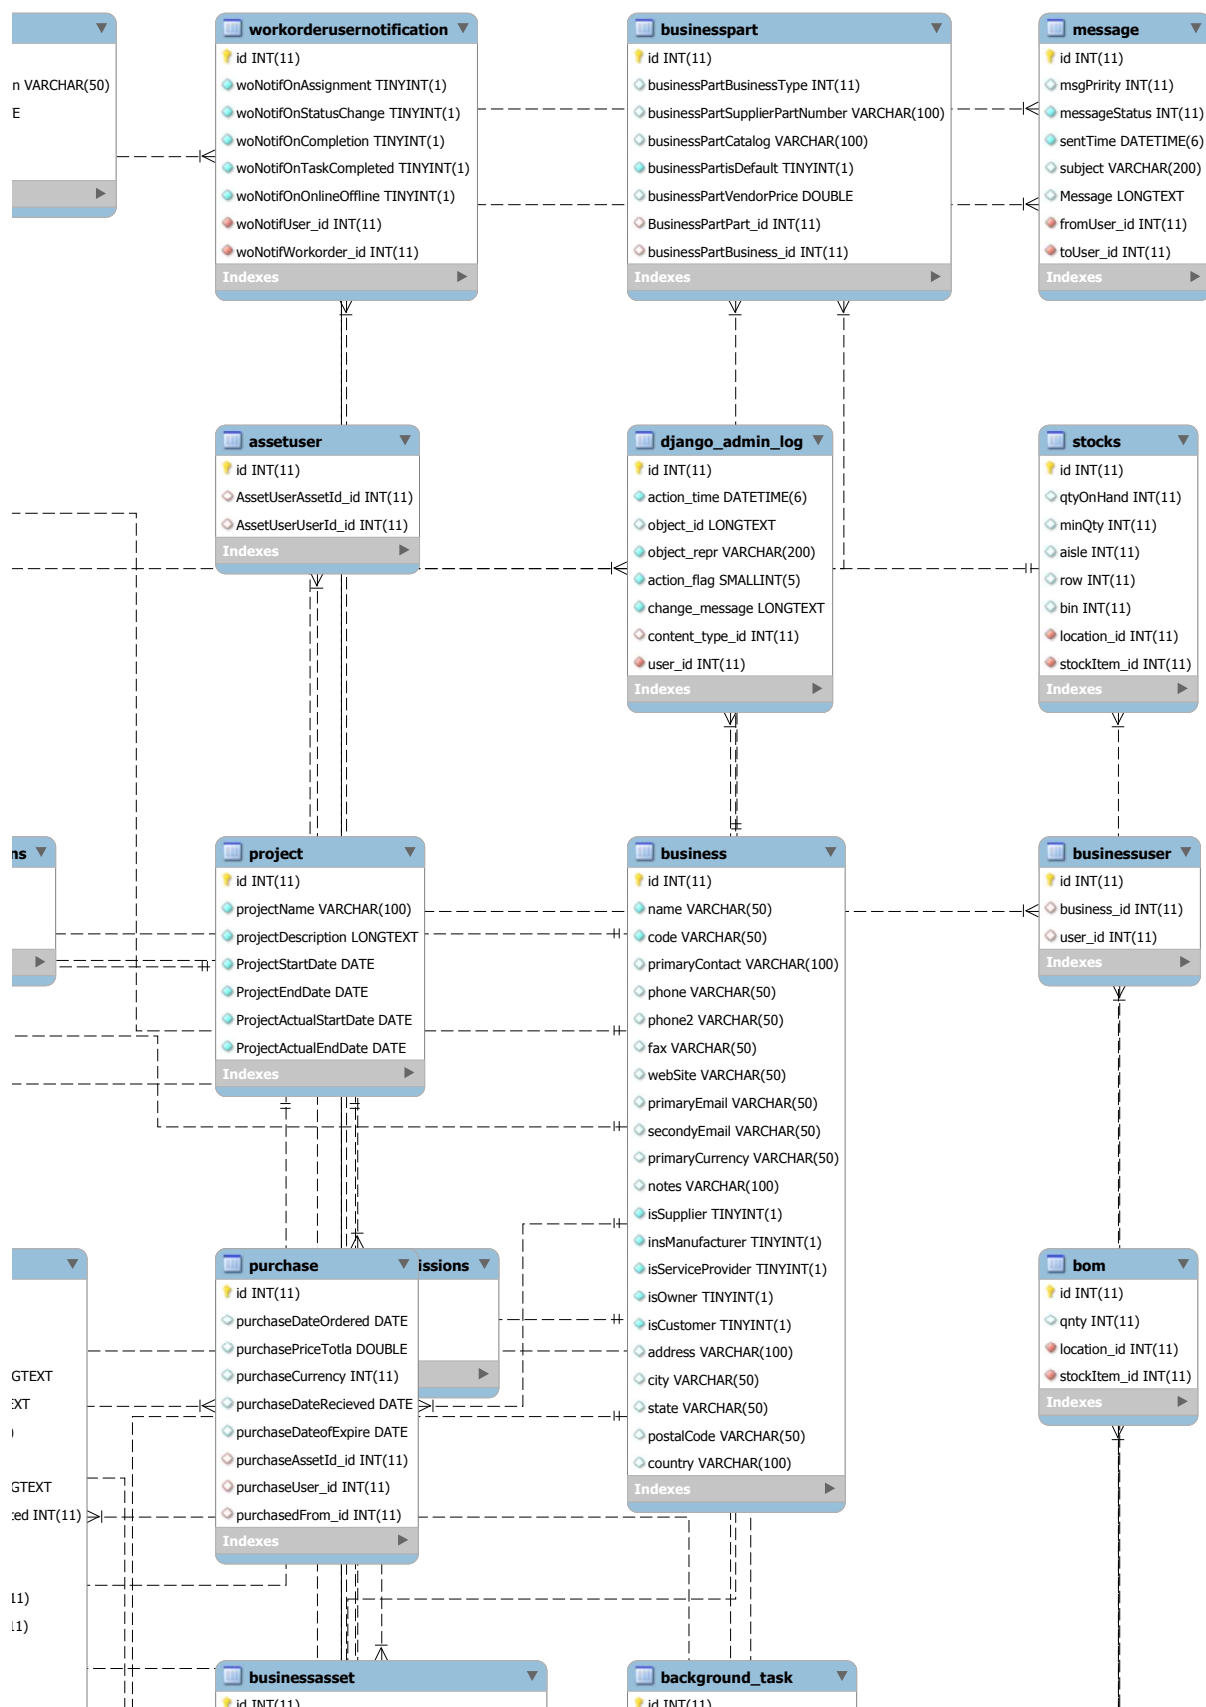 n VARCHAR(50)
E
workorderusernotification
id INT(11)
woNotifOnAssignment TINYINT(1)
woNotifOnStatusChange TINYINT(1)
woNotifOnCompletion TINYINT(1)
woNotifOnTaskCompleted TINYINT(1)
woNotifOnOnlineOffline TINYINT(1)
woNotifUser_id INT(11)
woNotifWorkorder_id INT(11)
Indexes
businesspart
id INT(11)
businessPartBusinessType INT(11)
businessPartSupplierPartNumber VARCHAR(100)
businessPartCatalog VARCHAR(100)
businessPartisDefault TINYINT(1)
businessPartVendorPrice DOUBLE
BusinessPartPart_id INT(11)
businessPartBusiness_id INT(11)
Indexes
message
id INT(11)
msgPririty INT(11)
messageStatus INT(11)
sentTime DATETIME(6)
subject VARCHAR(200)
Message LONGTEXT
fromUser_id INT(11)
toUser_id INT(11)
Indexes
assetuser
id INT(11)
AssetUserAssetId_id INT(11)
AssetUserUserId_id INT(11)
Indexes
django_admin_log
id INT(11)
action_time DATETIME(6)
object_id LONGTEXT
object_repr VARCHAR(200)
action_flag SMALLINT(5)
change_message LONGTEXT
content_type_id INT(11)
user_id INT(11)
Indexes
stocks
id INT(11)
qtyOnHand INT(11)
minQty INT(11)
aisle INT(11)
row INT(11)
bin INT(11)
location_id INT(11)
stockItem_id INT(11)
Indexes
ns
project
id INT(11)
projectName VARCHAR(100)
projectDescription LONGTEXT
ProjectStartDate DATE
ProjectEndDate DATE
ProjectActualStartDate DATE
ProjectActualEndDate DATE
Indexes
business
id INT(11)
name VARCHAR(50)
code VARCHAR(50)
primaryContact VARCHAR(100)
phone VARCHAR(50)
phone2 VARCHAR(50)
fax VARCHAR(50)
webSite VARCHAR(50)
primaryEmail VARCHAR(50)
secondyEmail VARCHAR(50)
primaryCurrency VARCHAR(50)
notes VARCHAR(100)
isSupplier TINYINT(1)
insManufacturer TINYINT(1)
isServiceProvider TINYINT(1)
isOwner TINYINT(1)
isCustomer TINYINT(1)
address VARCHAR(100)
city VARCHAR(50)
state VARCHAR(50)
postalCode VARCHAR(50)
country VARCHAR(100)
Indexes
businessuser
id INT(11)
business_id INT(11)
user_id INT(11)
Indexes
GTEXT
EXT
)
GTEXT
ted INT(11)
11)
11)
purchase
id INT(11)
purchaseDateOrdered DATE
purchasePriceTotla DOUBLE
purchaseCurrency INT(11)
purchaseDateRecieved DATE
purchaseDateofExpire DATE
purchaseAssetId_id INT(11)
purchaseUser_id INT(11)
purchasedFrom_id INT(11)
Indexes
issions
bom
id INT(11)
qnty INT(11)
location_id INT(11)
stockItem_id INT(11)
Indexes
businessasset
id INT(11)
background_task
id INT(11)